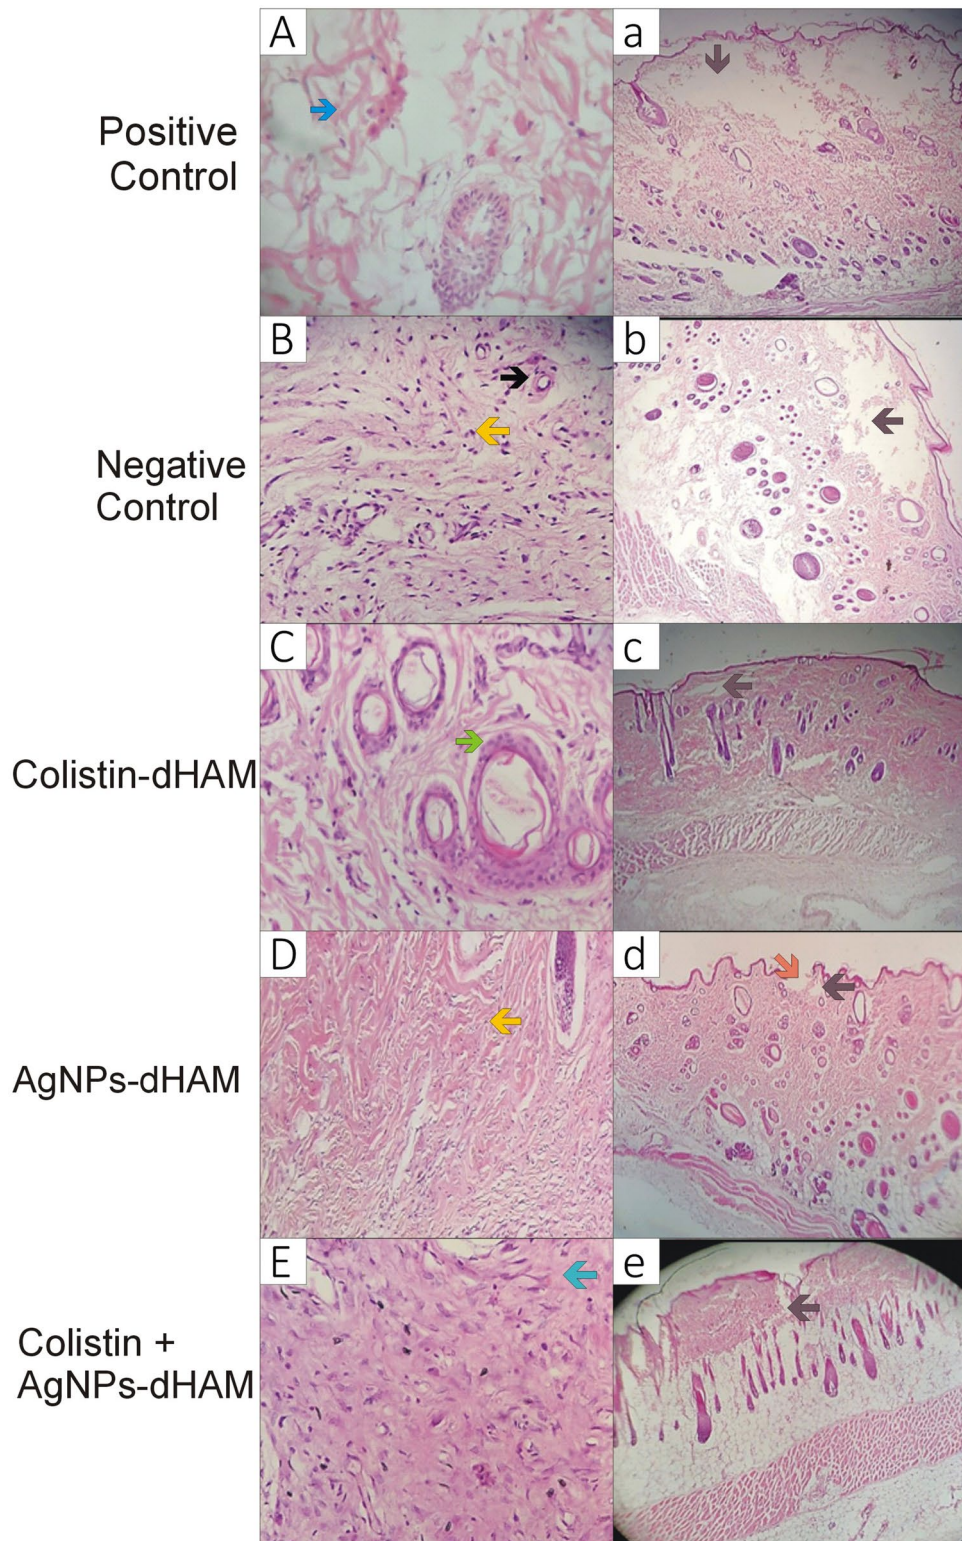 A
a
Positive
Control
B
b
Negative
Control
C
c
Colistin-dHAM
D
d
AgNPs-dHAM
E
e
Colistin +
AgNPs-dHAM